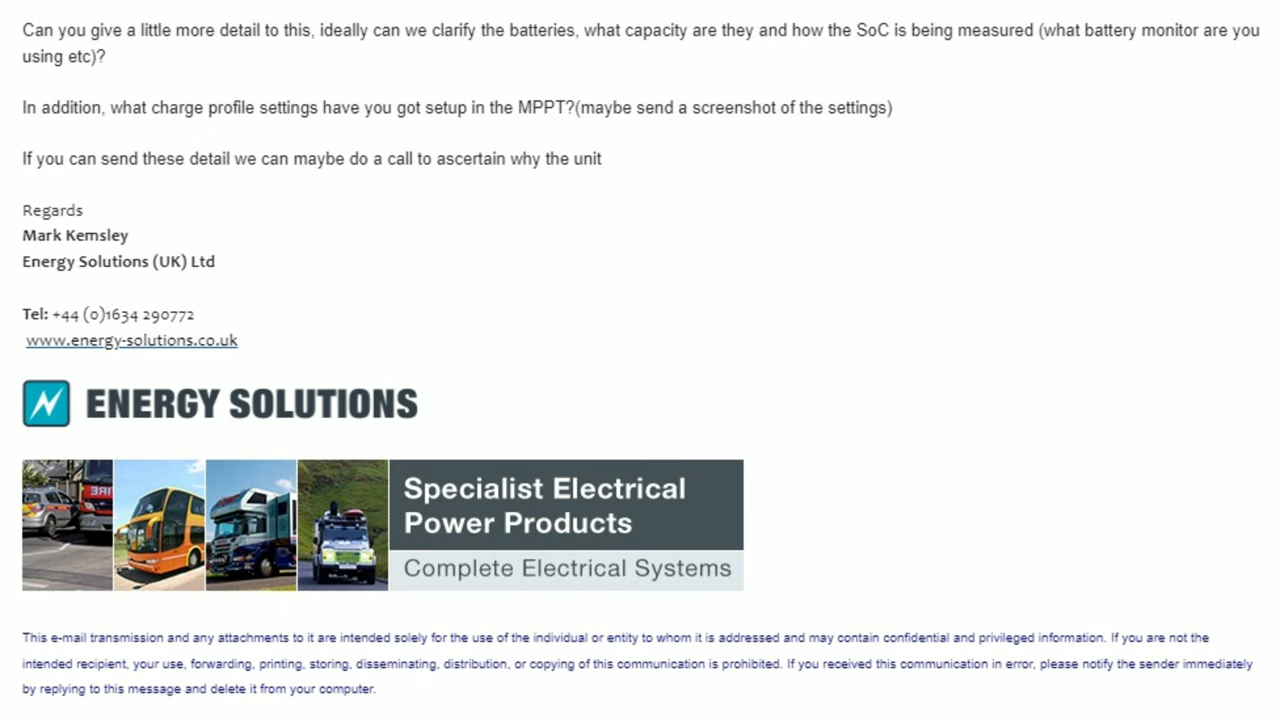 Can you give a little more detail to this, ideally can we clarify the batteries, what capacity are they and how the SoC is being measured (what battery monitor are you
using etc)?
In addition, what charge profile settings have you got setup in the MPPT?(maybe send a screenshot of the settings)
If you can send these detail we can maybe do a call to ascertain why the unit
Regards
Mark Kemsley
Energy Solutions (UK) Ltd
Tel: +44 (0)1634 290772
www.energy-solutions.co.uk
ENERGY SOLUTIONS
FIRE
Specialist Electrical
Power Products
Complete Electrical Systems
This e-mail transmission and any attachments to it are intended solely for the use of the individual or entity to whom it is addressed and may contain confidential and privileged information. If you are not the
intended recipient, your use, forwarding, printing, storing, disseminating, distribution, or copying of this communication is prohibited. If you received this communication in error, please notify the sender immediately
by replying to this message and delete it from your computer.